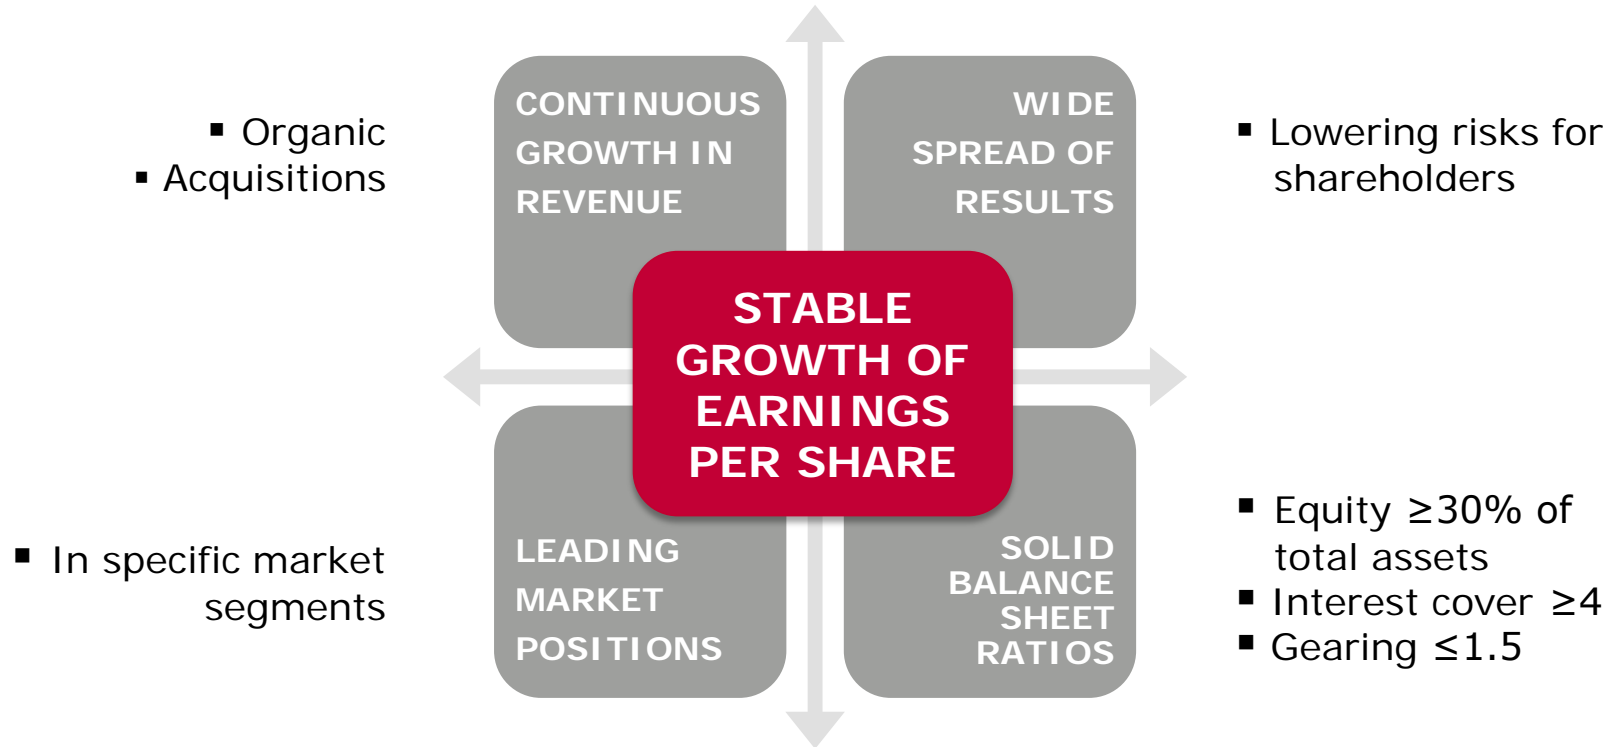 ▪ Organic
▪ Acquisitions
CONTINUOUS
GROWTH IN
REVENUE
WIDE
SPREAD OF
RESULTS
▪ Lowering risks for
shareholders
STABLE
GROWTH OF
EARNINGS
PER SHARE
▪ In specific market
segments
LEADING
MARKET
POSITIONS
SOLID
BALANCE
SHEET
RATIOS
▪ Equity ≥30% of
total assets
▪ Interest cover ≥4
▪ Gearing ≤1.5